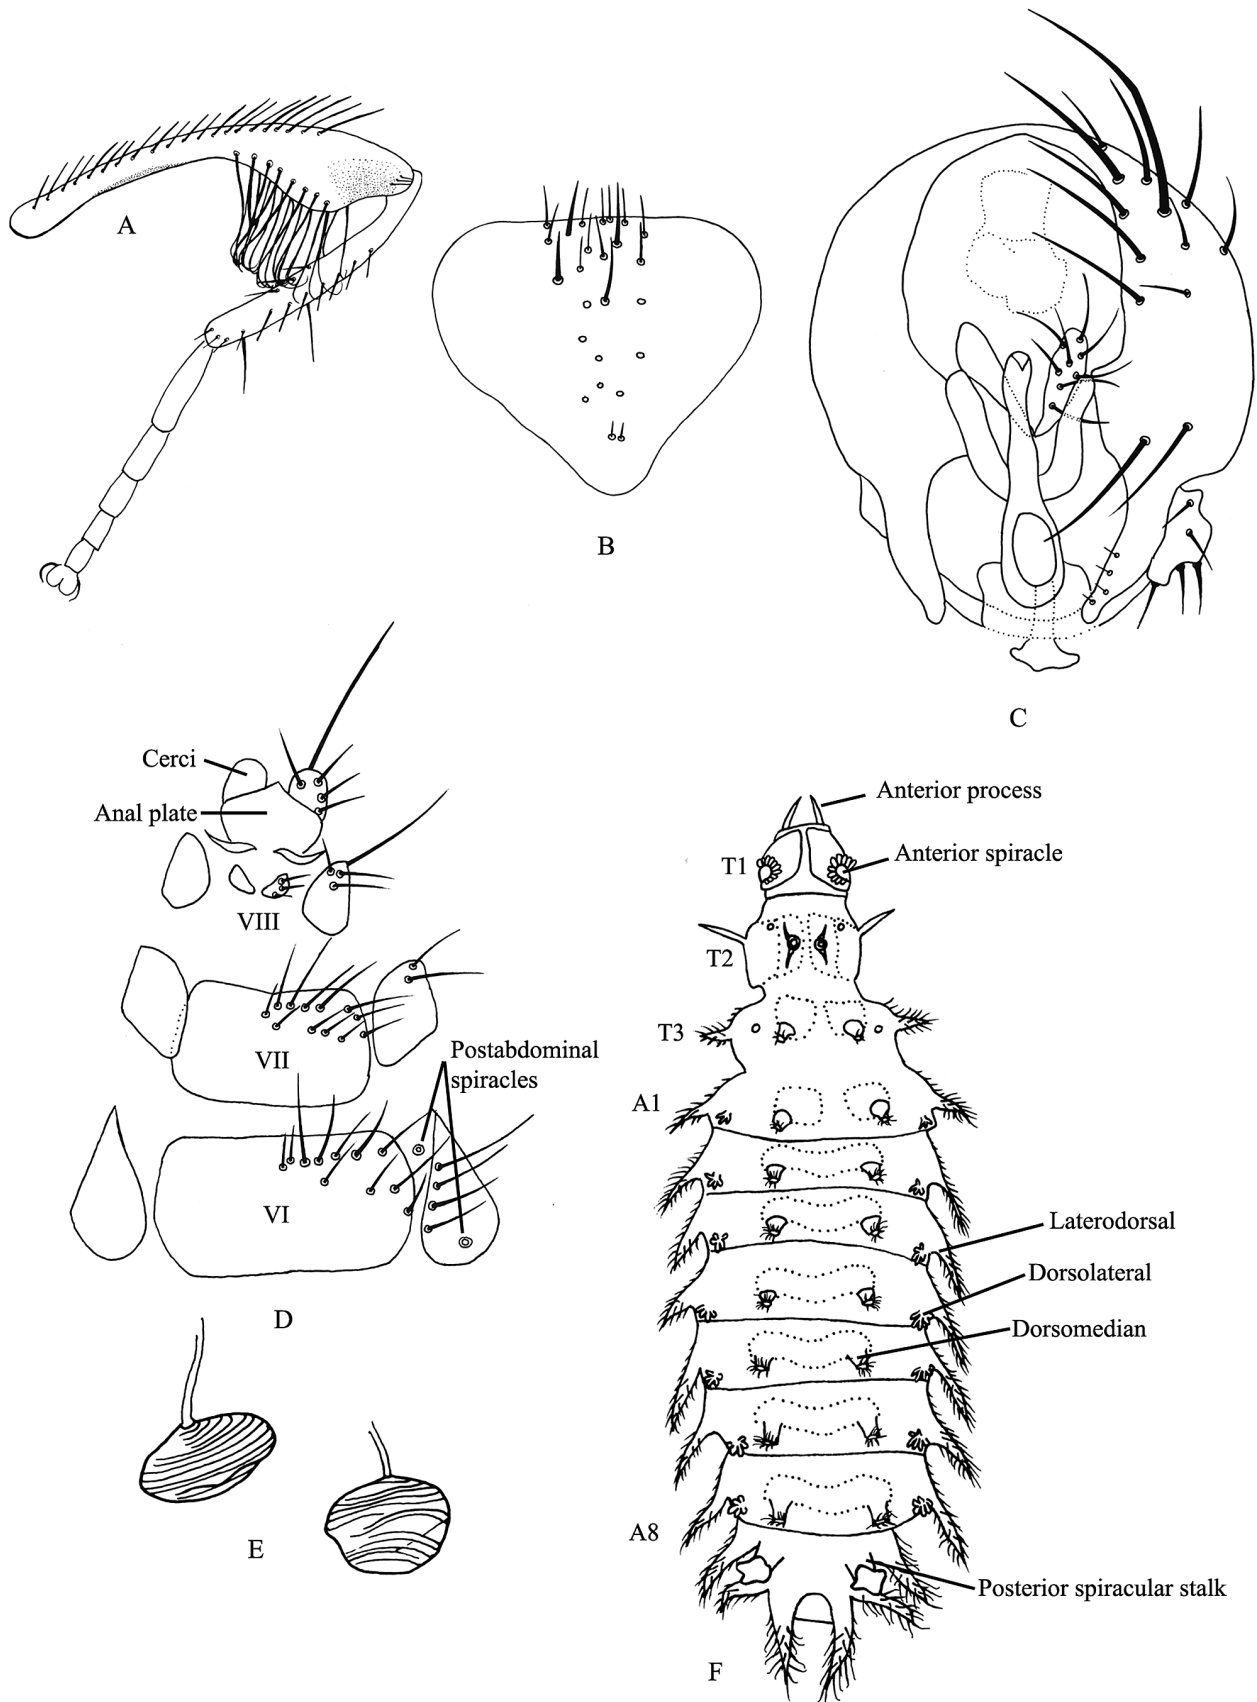 A
B
C
Cerci
Anal plate
VIII
VII
Postabdominal
spiracles
VI
D
E
Anterior process
T1
Anterior spiracle
T2
T3
A1
Laterodorsal
Dorsolateral
Dorsomedian
A8
Posterior spiracular stalk
F